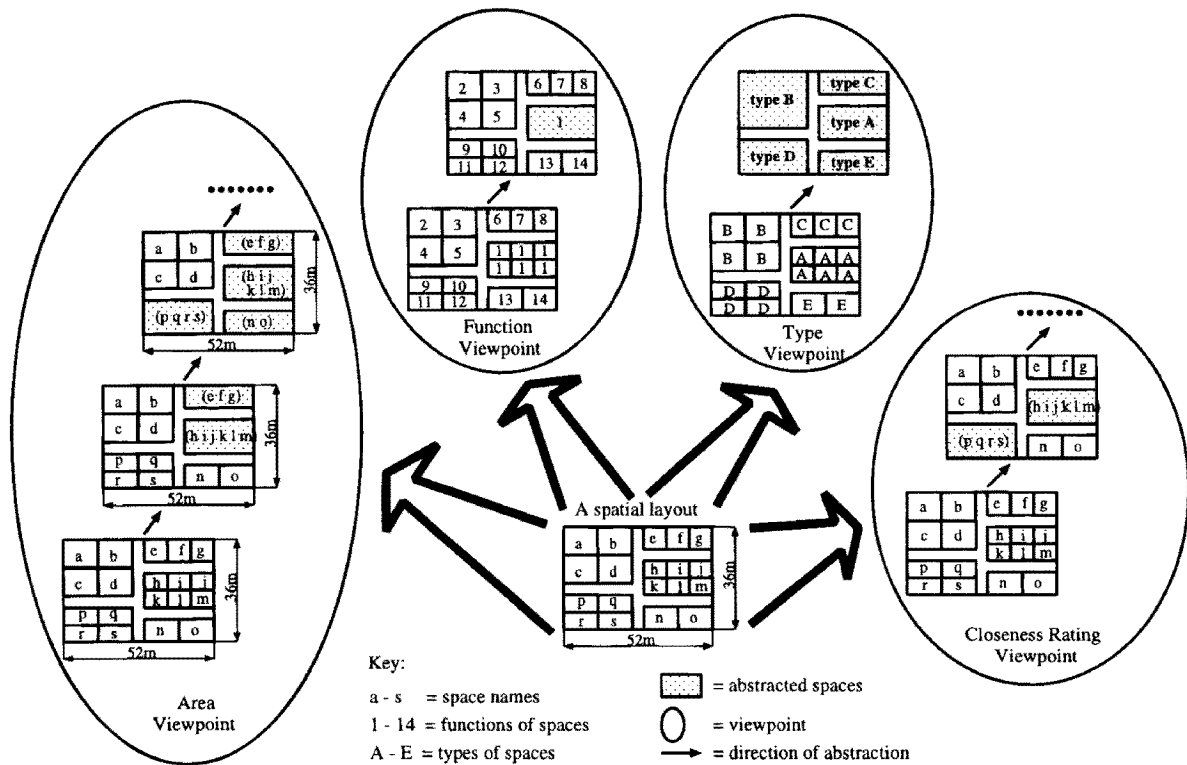 2 3 6 7 8
4 5 1
9 10
11 12 13 14
2 3 6 7 8
4 5 1 1 1
1 1 1
9 10
11 12 13 14
Function
Viewpoint
type B type C
type A
type D type E
B B C C C
B B A A A
A A A
D D
D D E E
Type
Viewpoint
a b (e f g)
c d (h i j
k l m)
(p q r s) (n o)
36m
52m
a b (e f g)
c d (h i j k l m)
p q
r s n o
36m
52m
a b e f g
c d h i j
k l m
p q
r s n o
36m
52m
Area
Viewpoint
a b e f g
c d (h i j k l m)
(p q r s) n o
a b e f g
c d h i j
k l m
p q
r s n o
Closeness Rating
Viewpoint
A spatial layout
a b e f g
c d h i j
k l m
p q
r s n o
36m
52m
Key:
a - s = space names
1 - 14 = functions of spaces
A - E = types of spaces
= abstracted spaces
= viewpoint
= direction of abstraction